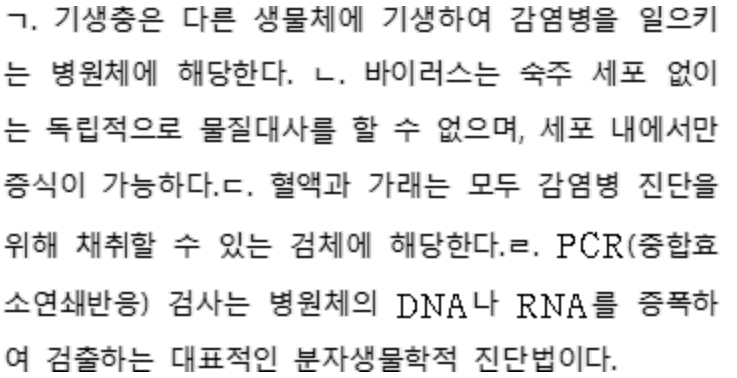 ㄱ. 기생충은 다른 생물체에 기생하여 감염병을 일으키
는 병원체에 해당한다. ㄴ. 바이러스는 숙주 세포 없이
는 독립적으로 물질대사를 할 수 없으며, 세포 내에서만
증식이 가능하다.ㄷ. 혈액과 가래는 모두 감염병 진단을
위해 채취할 수 있는 검체에 해당한다.ㄹ. PCR(중합효
소연쇄반응) 검사는 병원체의 DNA나 RNA를 증폭하
여 검출하는 대표적인 분자생물학적 진단법이다.